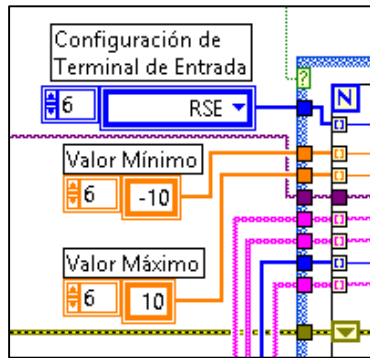 Configuración de
Terminal de Entrada
6 RSE
?
N
Valor Mínimo
6 -10
Valor Máximo
6 10